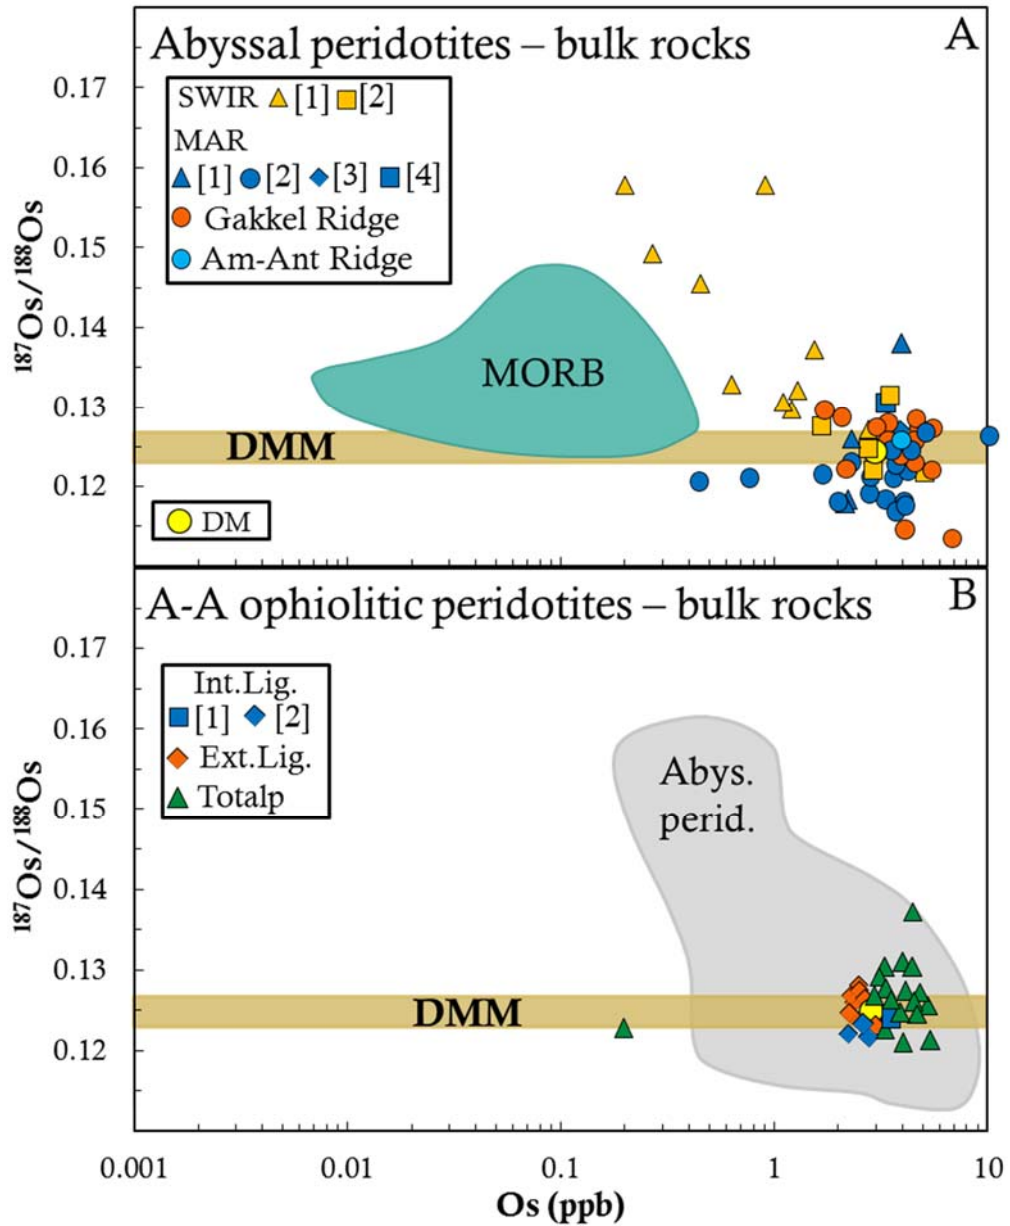 Abyssal peridotites – bulk rocks
A
SWIR [1] [2]
MAR
[1] [2] [3] [4]
Gakkel Ridge
Am-Ant Ridge
MORB
DMM
DM
0.17
0.16
0.15
0.14
0.13
0.12
187Os/188Os
A-A ophiolitic peridotites – bulk rocks
B
Int.Lig.
[1] [2]
Ext.Lig.
Totalp
Abys.
perid.
DMM
0.17
0.16
0.15
0.14
0.13
0.12
187Os/188Os
0.001 0.01 0.1 1 10
Os (ppb)